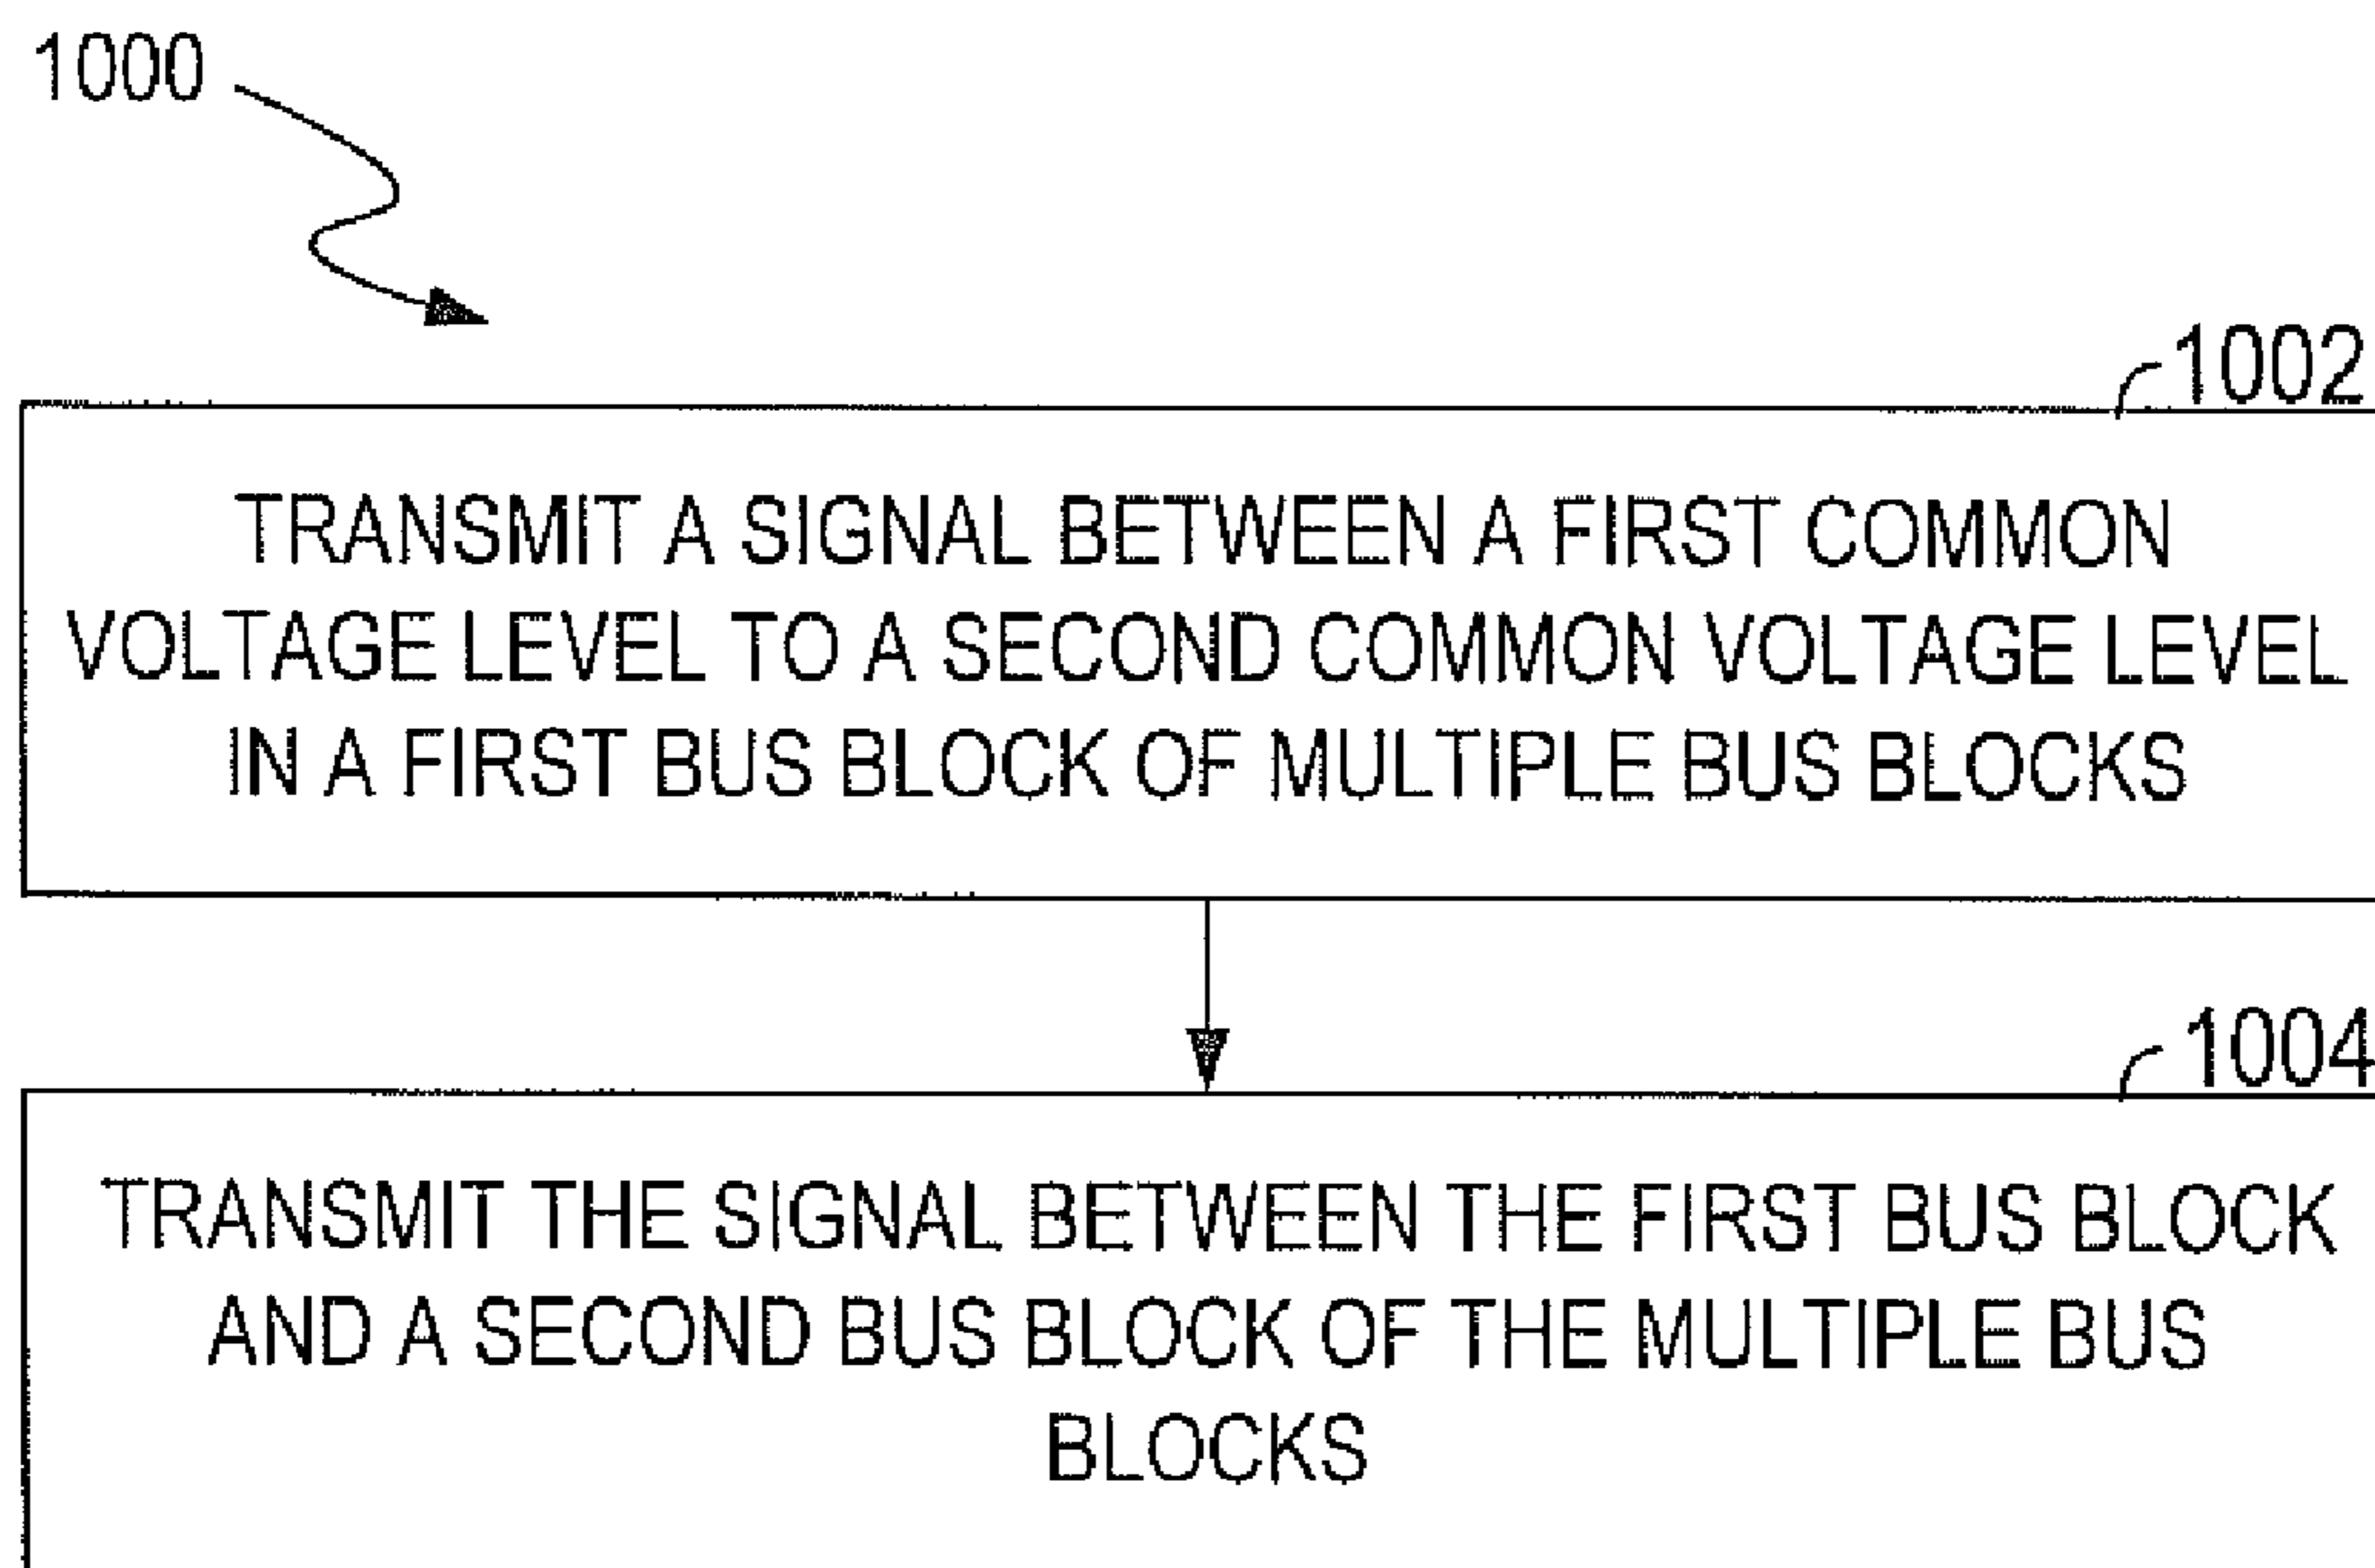 1000
1002
TRANSMIT A SIGNAL BETWEEN A FIRST COMMON
VOLTAGE LEVEL TO A SECOND COMMON VOLTAGE LEVEL
IN A FIRST BUS BLOCK OF MULTIPLE BUS BLOCKS
1004
TRANSMIT THE SIGNAL BETWEEN THE FIRST BUS BLOCK
AND A SECOND BUS BLOCK OF THE MULTIPLE BUS
BLOCKS